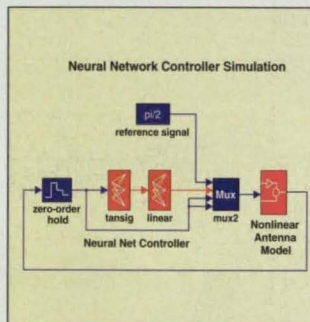 Neural Network Controller Simulation
pi/2
reference signal
Mux
zero-order
hold
tansig
linear
mux2
Nonlinear
Antenna
Model
Neural Net Controller